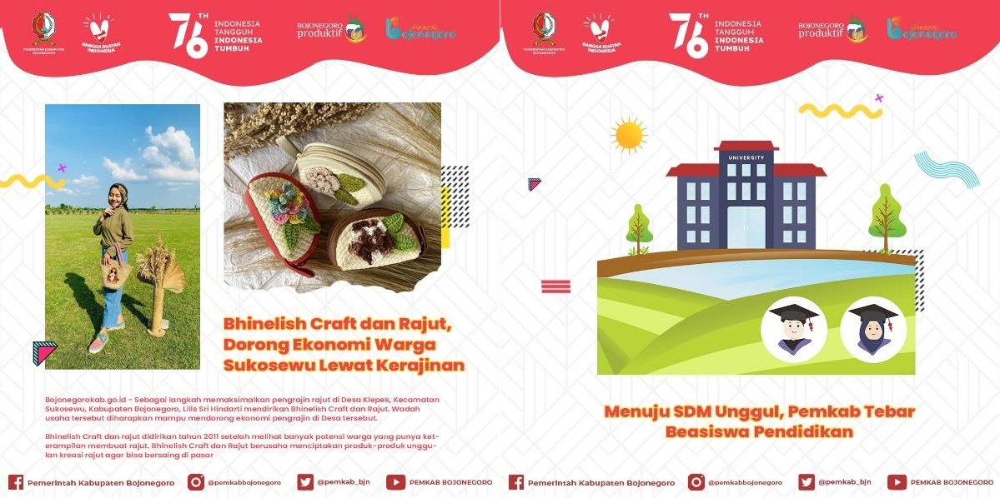 PEMERINTAH KABUPATEN
BOJONEGORO
BANGGA BUATAN
INDONESIA
76TH
INDONESIA
TANGGUH
INDONESIA
TUMBUH
BOJONEGORO
produktif
Bojonegoro
Bhinelish Craft dan Rajut,
Dorong Ekonomi Warga
Sukosewu Lewat Kerajinan
Bojonegorokab.go.id - Sebagai langkah memaksimalkan pengrajin rajut di Desa Klepek, Kecamatan
Sukosewu, Kabupaten Bojonegoro, Lilis Sri Hindarti mendirikan Bhinelish Craft dan Rajut. Wadah
usaha tersebut diharapkan mampu mendorong ekonomi pengrajin di Desa tersebut.
Bhinelish Craft dan rajut didirikan tahun 2011 setelah melihat banyak potensi warga yang punya ket-
erampilan membuat rajut. Bhinelish Craft dan Rajut berusaha menciptakan produk-produk unggu-
lan kreasi rajut agar bisa bersaing di pasar
Pemerintah Kabupaten Bojonegoro
@pemkabbojonegoro
@pemkab_bjn
PEMKAB BOJONEGORO
PEMERINTAH KABUPATEN
BOJONEGORO
BANGGA BUATAN
INDONESIA
76TH
INDONESIA
TANGGUH
INDONESIA
TUMBUH
BOJONEGORO
produktif
Bojonegoro
UNIVERSITY
Menuju SDM Unggul, Pemkab Tebar
Beasiswa Pendidikan
Pemerintah Kabupaten Bojonegoro
@pemkabbojonegoro
@pemkab_bjn
PEMKAB BOJONEGORO